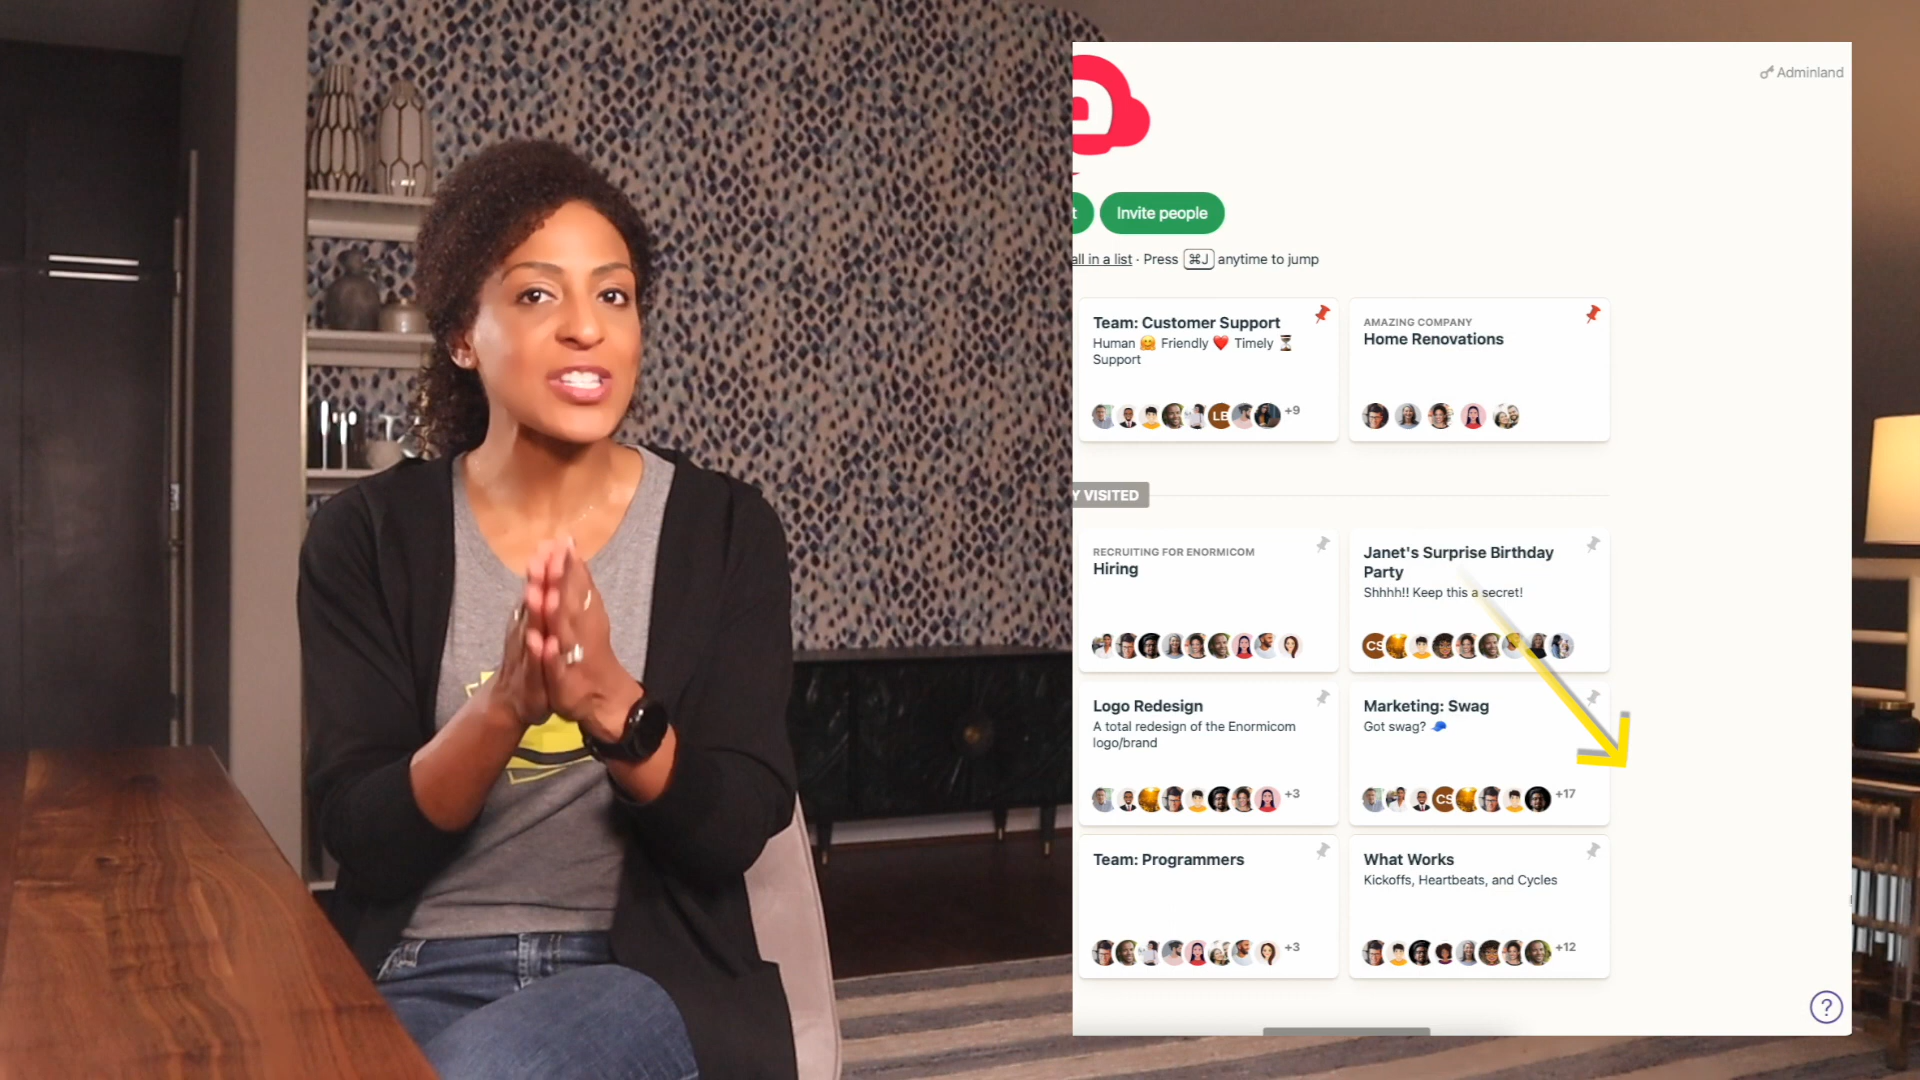 Adminland
t
Invite people
all in a list · Press ⌘J anytime to jump
Team: Customer Support
Human 🤗 Friendly ❤️ Timely ⏳
Support
LB
+9
AMAZING COMPANY
Home Renovations
Y VISITED
RECRUITING FOR ENORMICOM
Hiring
Janet's Surprise Birthday
Party
Shhhh!! Keep this a secret!
CS
Logo Redesign
A total redesign of the Enormicom
logo/brand
+3
Marketing: Swag
Got swag? 🧢
CS
+17
Team: Programmers
+3
What Works
Kickoffs, Heartbeats, and Cycles
+12
?